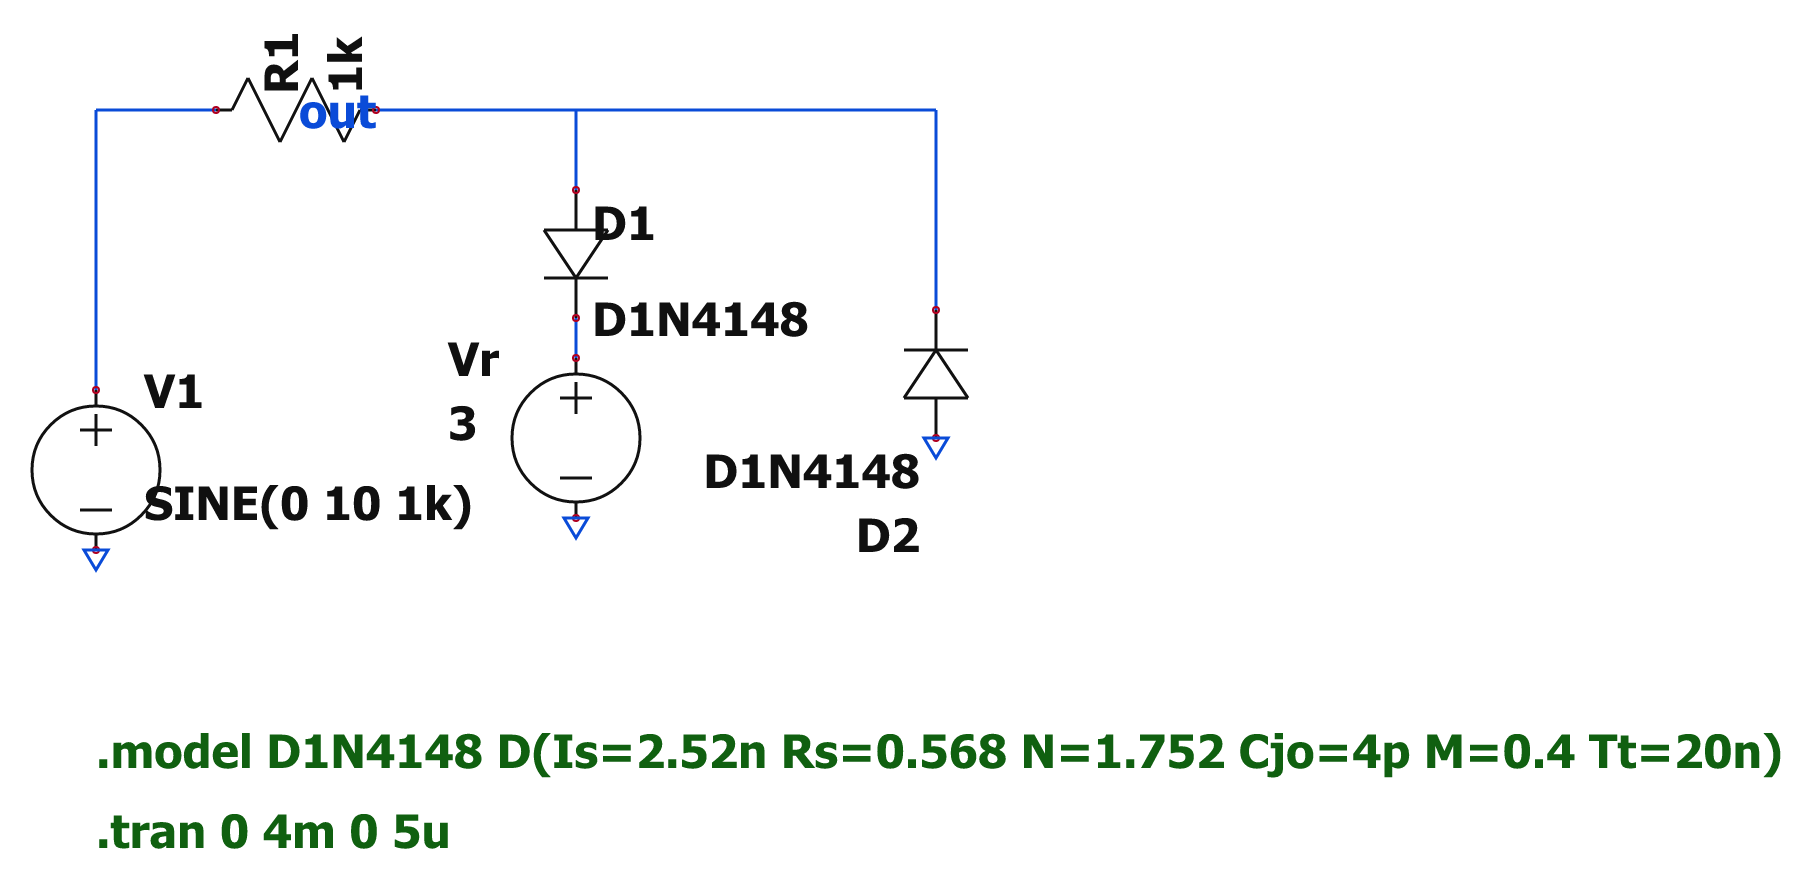 R1
1k
out
D1
D1N4148
Vr
3
V1
SINE(0 10 1k)
D1N4148
D2
.model D1N4148 D(Is=2.52n Rs=0.568 N=1.752 Cjo=4p M=0.4 Tt=20n)
.tran 0 4m 0 5u